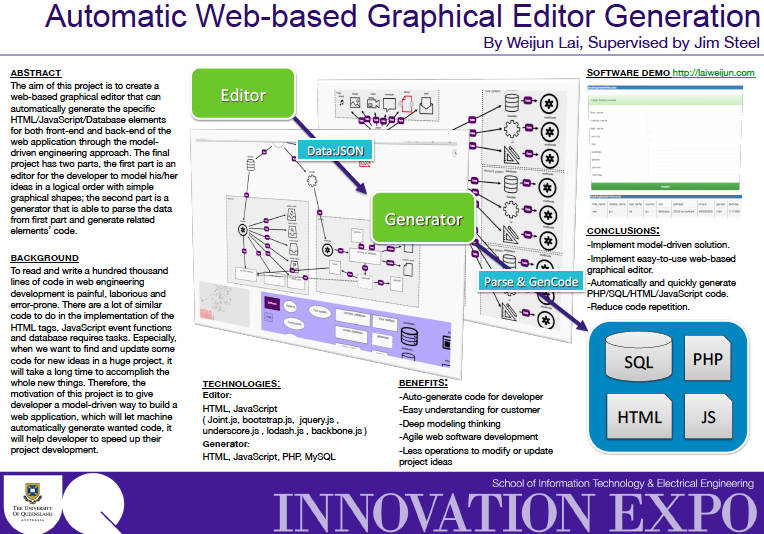 Automatic Web-based Graphical Editor Generation
By Weijun Lai, Supervised by Jim Steel
ABSTRACT
The aim of this project is to create a
web-based graphical editor that can
automatically generate the specific
HTML/JavaScript/Database elements
for both front-end and back-end of the
web application through the model-
driven engineering approach. The final
project has two parts, the first part is an
editor for the developer to model his/her
ideas in a logical order with simple
graphical shapes; the second part is a
generator that is able to parse the data
from first part and generate related
elements' code.
BACKGROUND
To read and write a hundred thousand
lines of code in web engineering
development is painful, laborious and
error-prone. There are a lot of similar
code to do in the implementation of the
HTML tags, JavaScript event functions
and database requires tasks. Especially,
when we want to find and update some
code for new ideas in a huge project, it
will take a long time to accomplish the
whole new things. Therefore, the
motivation of this project is to give
developer a model-driven way to build a
web application, which will let machine
automatically generate wanted code, it
will help developer to speed up their
project development.
Editor
Data:JSON
Generator
Parse & GenCode
TECHNOLOGIES:
Editor:
HTML, JavaScript
( Joint.js, bootstrap.js, jquery.js ,
underscore.js , lodash.js , backbone.js )
Generator:
HTML, JavaScript, PHP, MySQL
BENEFITS:
-Auto-generate code for developer
-Easy understanding for customer
-Deep modeling thinking
-Agile web software development
-Less operations to modify or update
project ideas
SOFTWARE DEMO http://laiweijun.com
CONCLUSIONS:
-Implement model-driven solution.
-Implement easy-to-use web-based
graphical editor.
-Automatically and quickly generate
PHP/SQL/HTML/JavaScript code.
-Reduce code repetition.
SQL
PHP
HTML
JS
THE UNIVERSITY
OF QUEENSLAND
AUSTRALIA
School of Information Technology & Electrical Engineering
INNOVATION EXPO